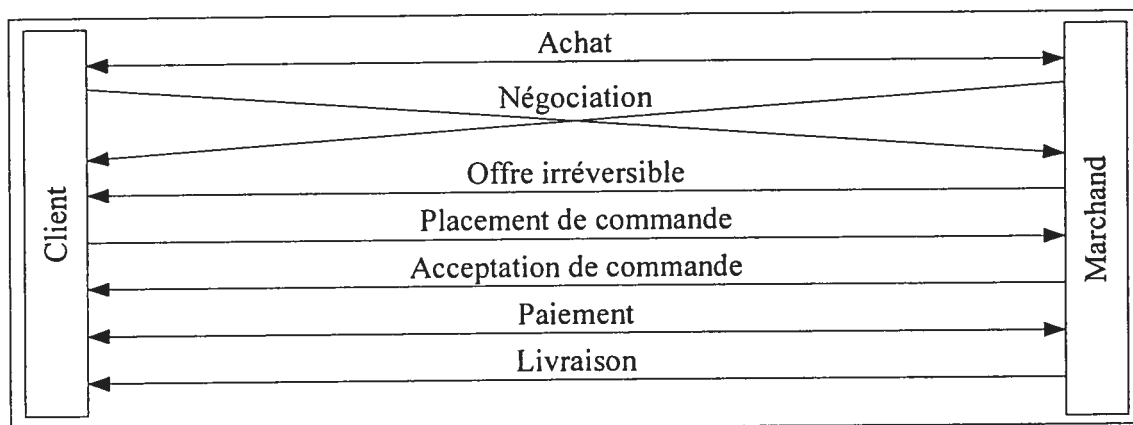 Achat
Négociation
Offre irréversible
Placement de commande
Acceptation de commande
Paiement
Livraison
Client
Marchand